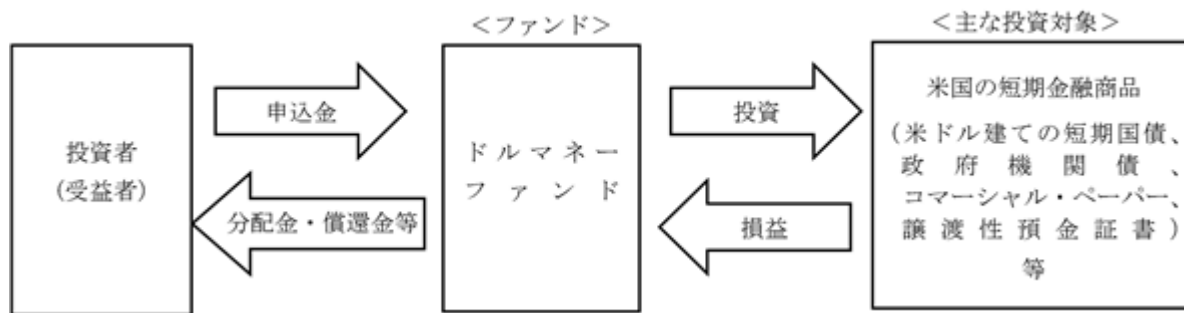 投資者
(受益者)
申込金
分配金・償還金等
＜ファンド＞
ドルマネー
ファンド
投資
損益
＜主な投資対象＞
米国の短期金融商品
(米ドル建ての短期国債、
政府機関債、
コマーシャル・ペーパー、
譲渡性預金証書)
等